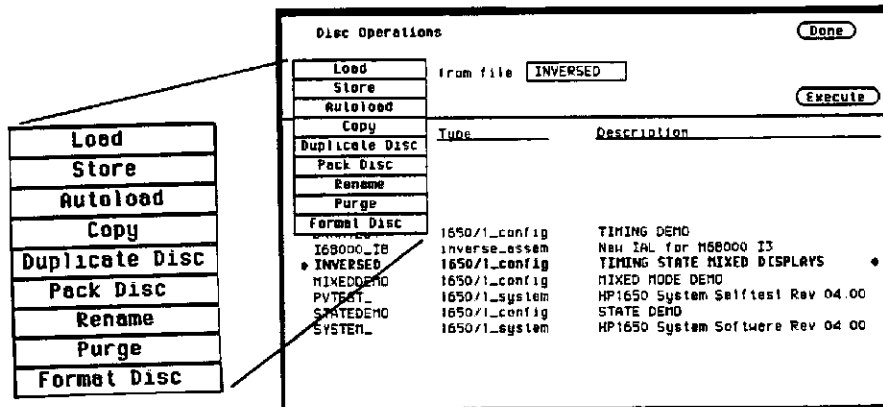 Disc Operations
Done
Load
Store
Autoload
Copy
Duplicate Disc
Pack Disc
Rename
Purge
Format Disc
from file INVERSED
Execute
Type Description
1650/1_config TIMING DEMO
I68000_I3 inverse_assem New IAL for M68000 I3
INVERSED 1650/1_config TIMING STATE MIXED DISPLAYS
MIXEDDEMO 1650/1_config MIXED MODE DEMO
PVTEST_ 1650/1_system HP1650 System Selftest Rev 04.00
STATEDEMO 1650/1_config STATE DEMO
SYSTEM_ 1650/1_system HP1650 System Software Rev 04.00
Load
Store
Autoload
Copy
Duplicate Disc
Pack Disc
Rename
Purge
Format Disc